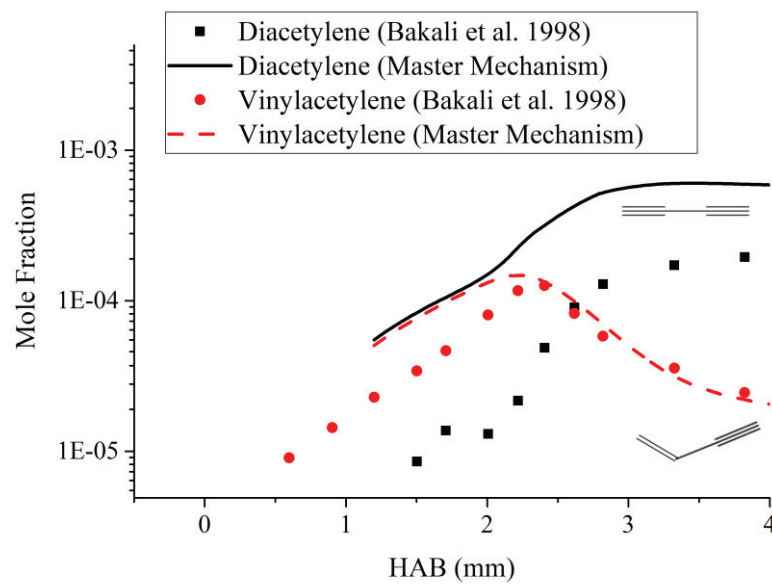 Diacetylene (Bakali et al. 1998)
Diacetylene (Master Mechanism)
Vinylacetylene (Bakali et al. 1998)
Vinylacetylene (Master Mechanism)
1E-03
1E-04
1E-05
Mole Fraction
0 1 2 3 4
HAB (mm)